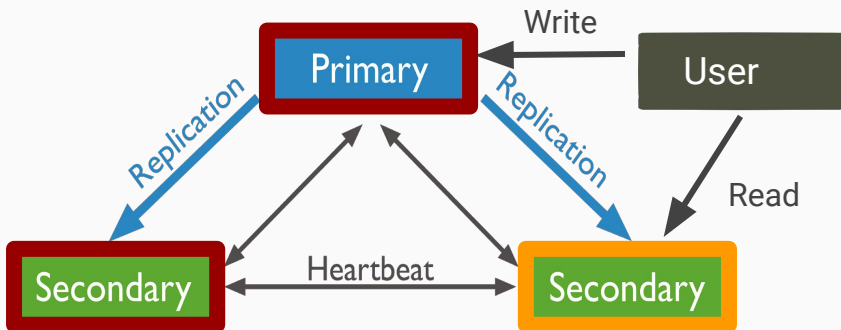 Write
Primary
User
Replication
Replication
Read
Heartbeat
Secondary
Secondary